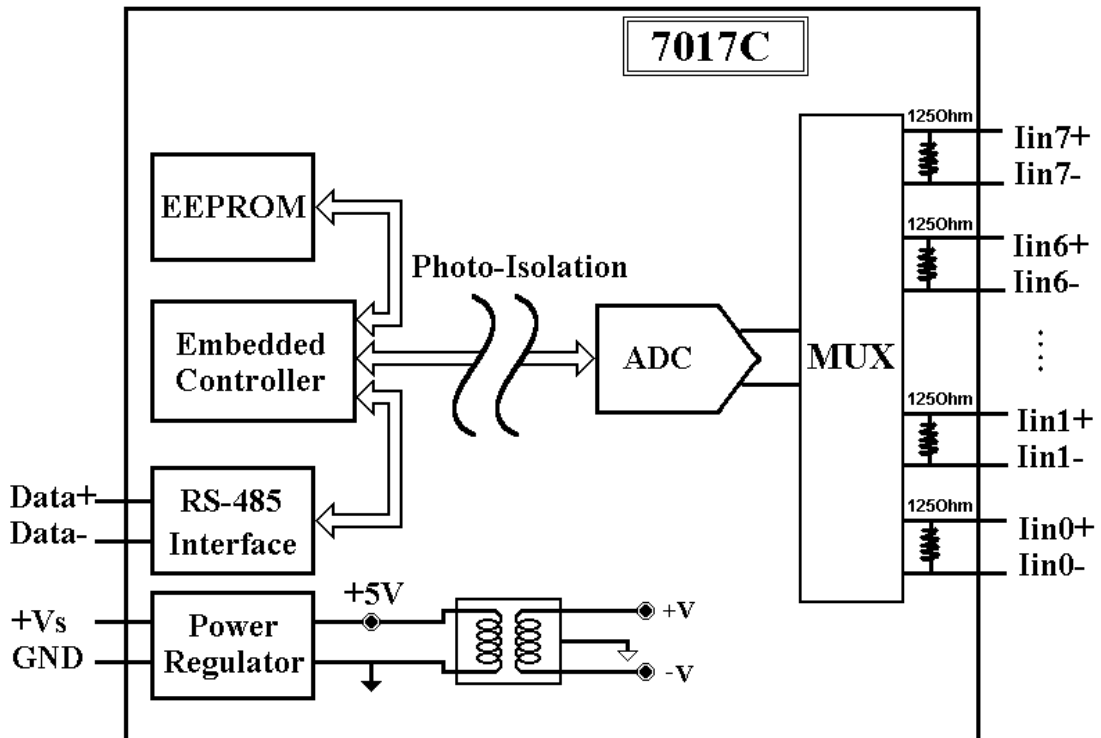 7017C
125Ohm
Iin7+
Iin7-
EEPROM
125Ohm
Iin6+
Iin6-
Photo-Isolation
Embedded
Controller
ADC
MUX
....
125Ohm
Iin1+
Iin1-
Data+
Data-
RS-485
Interface
125Ohm
Iin0+
Iin0-
+Vs
GND
Power
Regulator
+5V
+V
-V